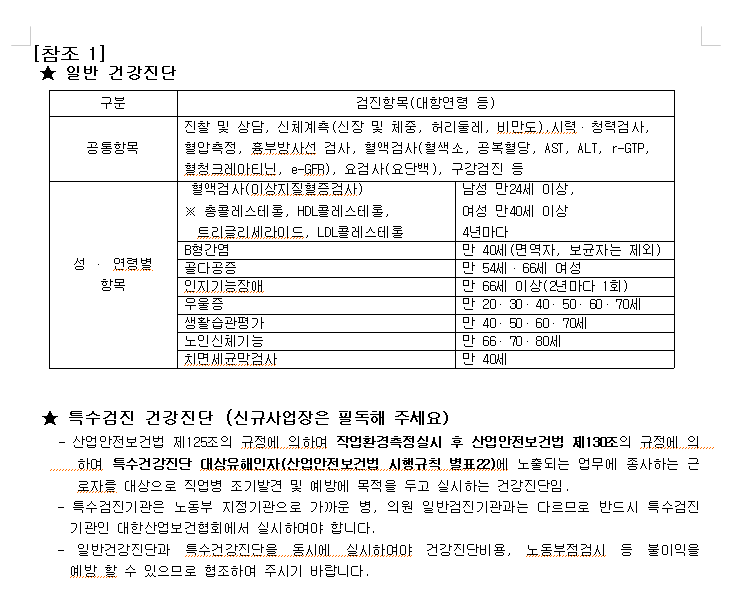 [참조 1]
★ 일반 건강진단
구분
검진항목(대항연령 등)
공통항목
진찰 및 상담, 신체계측(신장 및 체중, 허리둘레, 비만도),시력·청력검사,
혈압측정, 흉부방사선 검사, 혈액검사(혈색소, 공복혈당, AST, ALT, r-GTP,
혈청크레아티닌, e-GFR), 요검사(요단백), 구강검진 등
성 · 연령별
항목
혈액검사(이상지질혈증검사)
※ 총콜레스테롤, HDL콜레스테롤,
트리글리세라이드, LDL콜레스테롤
남성 만24세 이상,
여성 만40세 이상
4년마다
B형간염
만 40세(면역자, 보균자는 제외)
골다공증
만 54세·66세 여성
인지기능장애
만 66세 이상(2년마다 1회)
우울증
만 20·30·40·50·60·70세
생활습관평가
만 40·50·60·70세
노인신체기능
만 66·70·80세
치면세균막검사
만 40세
★ 특수검진 건강진단 (신규사업장은 필독해 주세요)
- 산업안전보건법 제125조의 규정에 의하여 작업환경측정실시 후 산업안전보건법 제130조의 규정에 의
하여 특수건강진단 대상유해인자(산업안전보건법 시행규칙 별표22)에 노출되는 업무에 종사하는 근
로자를 대상으로 직업병 조기발견 및 예방에 목적을 두고 실시하는 건강진단임.
- 특수검진기관은 노동부 지정기관으로 가까운 병, 의원 일반검진기관과는 다르므로 반드시 특수검진
기관인 대한산업보건협회에서 실시하여야 합니다.
- 일반건강진단과 특수건강진단을 동시에 실시하여야 건강진단비용, 노동부점검시 등 불이익을
예방 할 수 있으므로 협조하여 주시기 바랍니다.